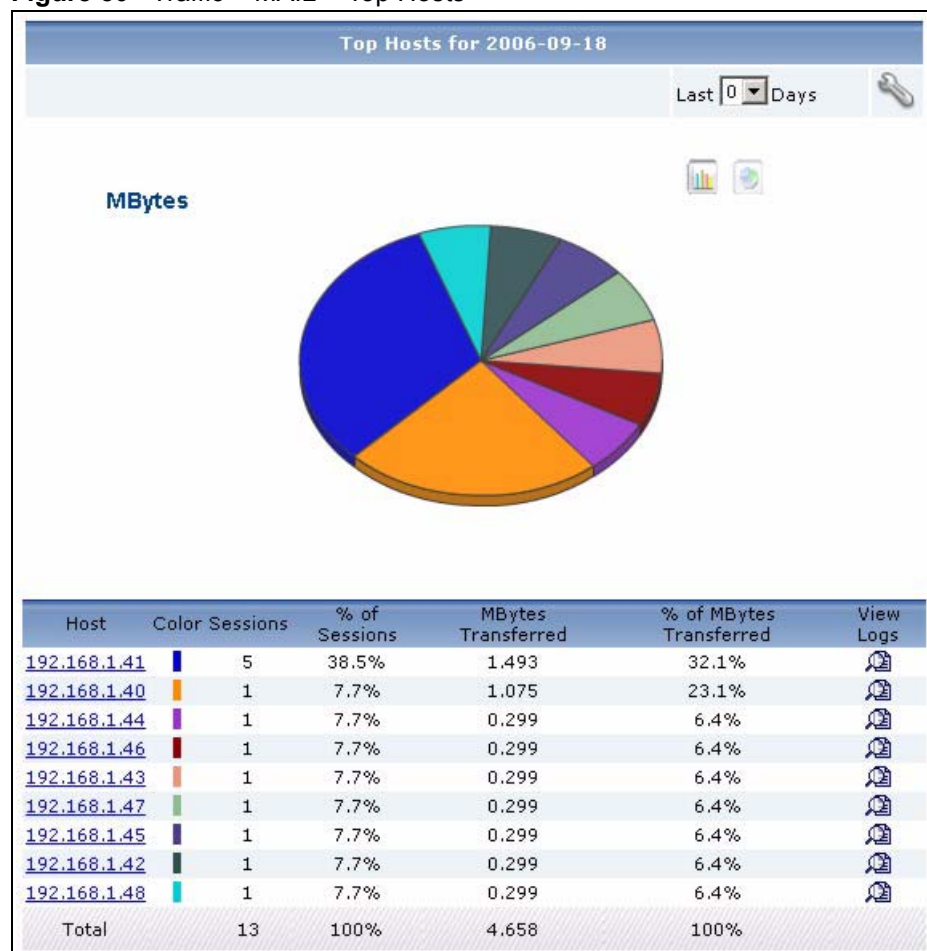 Top Hosts for 2006-09-18
Last 0 Days
MBytes
Host Color Sessions % of Sessions MBytes Transferred % of MBytes Transferred View Logs
192.168.1.41 5 38.5% 1.493 32.1%
192.168.1.40 1 7.7% 1.075 23.1%
192.168.1.44 1 7.7% 0.299 6.4%
192.168.1.46 1 7.7% 0.299 6.4%
192.168.1.43 1 7.7% 0.299 6.4%
192.168.1.47 1 7.7% 0.299 6.4%
192.168.1.45 1 7.7% 0.299 6.4%
192.168.1.42 1 7.7% 0.299 6.4%
192.168.1.48 1 7.7% 0.299 6.4%
Total 13 100% 4.658 100%